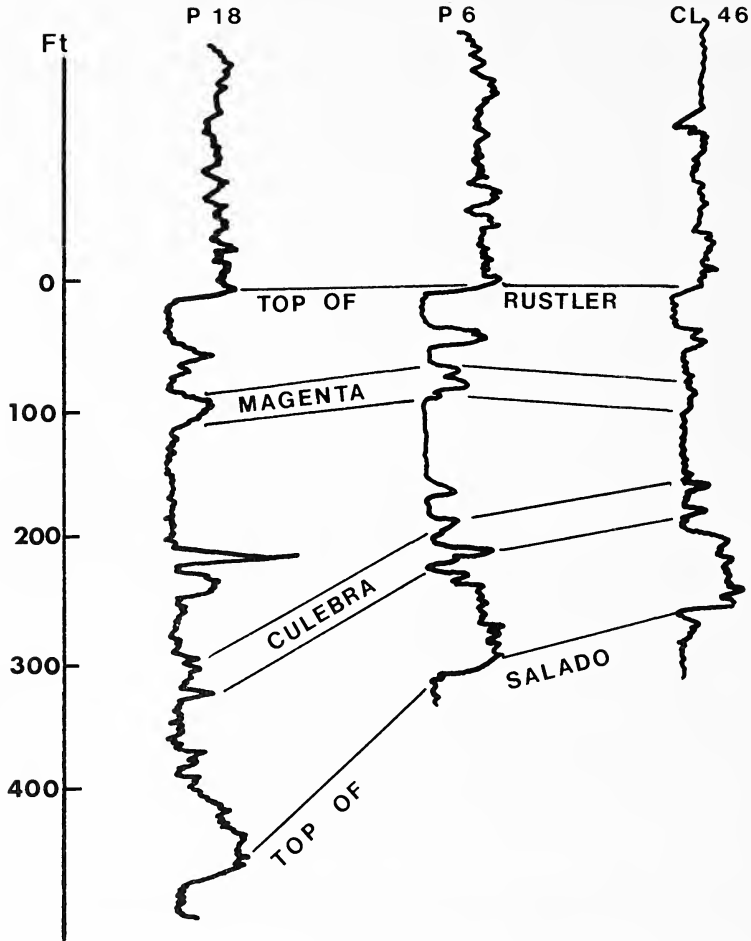 P 18 P 6 CL 46
Ft
0
TOP OF RUSTLER
MAGENTA
100
200
CULEBRA
300
SALADO
TOP OF
400